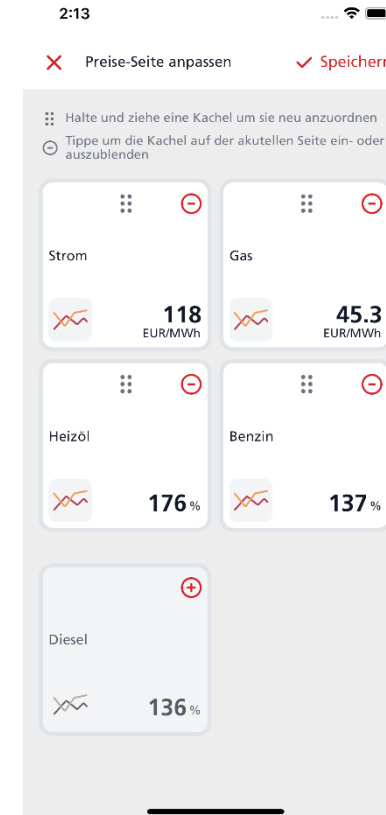 2:13
Preise-Seite anpassen
Speichern
Halte und ziehe eine Kachel um sie neu anzuordnen
Tippe um die Kachel auf der akutellen Seite ein- oder
auszublenden
Strom
118
EUR/MWh
Gas
45.3
EUR/MWh
Heizöl
176 %
Benzin
137 %
Diesel
136 %